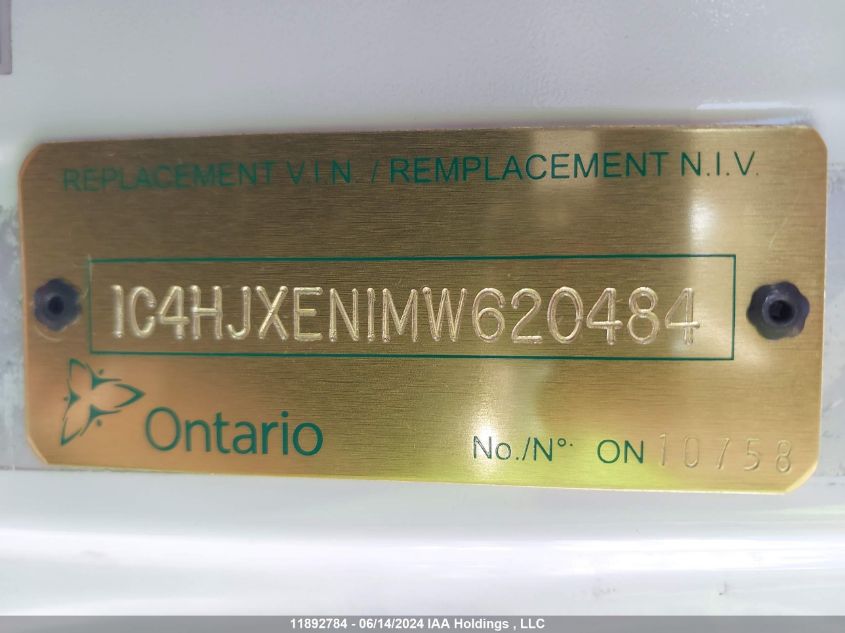 REPLACEMENT V.I.N. / REMPLACEMENT N.I.V.
1C4HJXEN1MW620484
Ontario
No./N°. ON 10758
11892784 - 06/14/2024 IAA Holdings , LLC